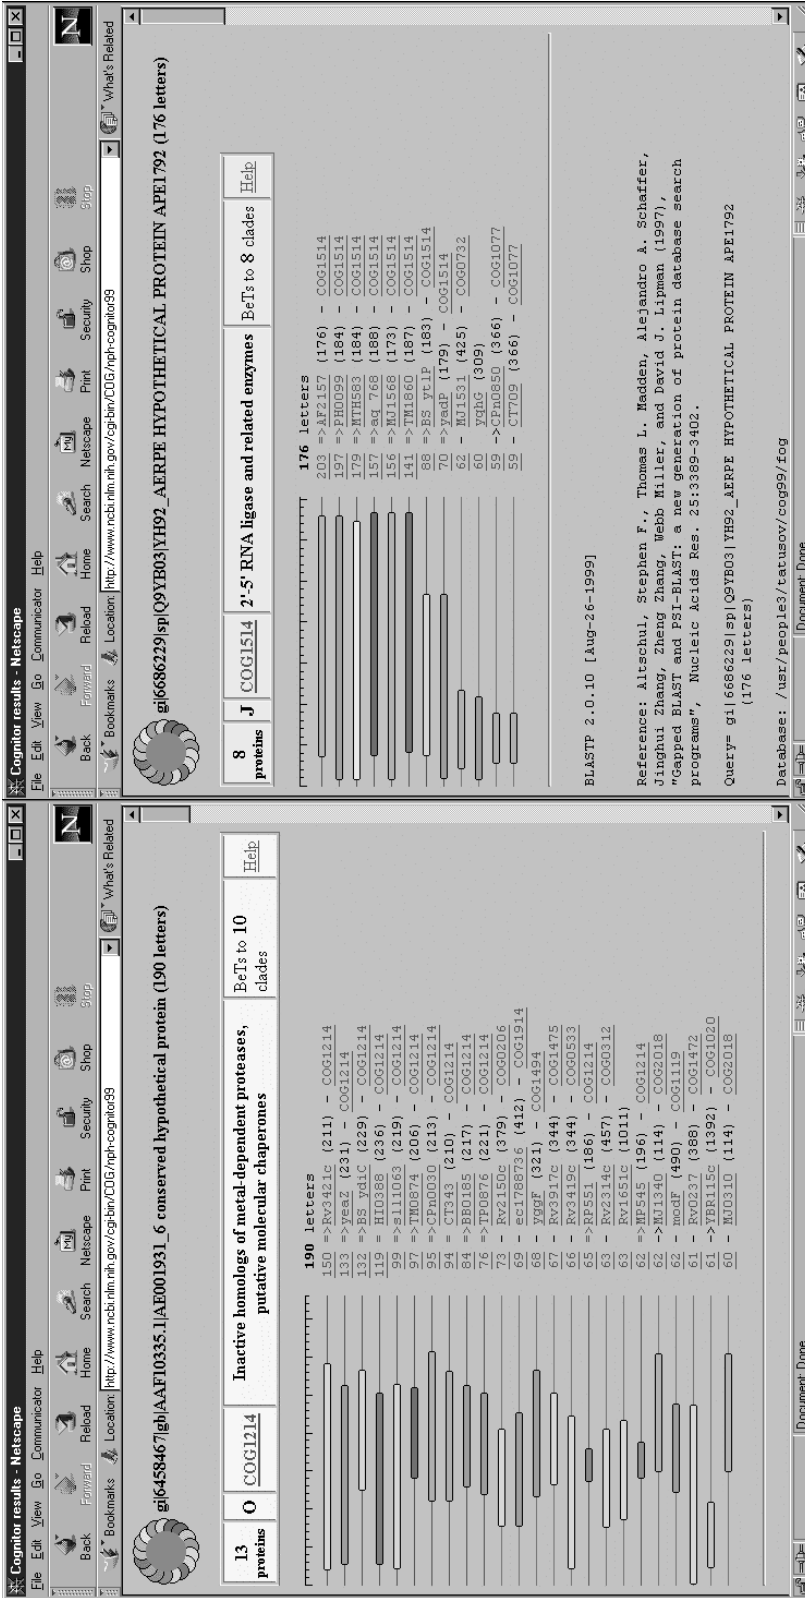 Cognitor results - Netscape
File Edit View Go Communicator Help
Back Forward Reload Home Search Netscape Print Security Shop Stop
Bookmarks Location: http://www.ncbi.nlm.nih.gov/cgi-bin/COG/nph-cognitor99 What's Related
gi|6458467|gb|AAF10335.1|AE001931_6 conserved hypothetical protein (190 letters)
13 proteins O COG1214 Inactive homologs of metal-dependent proteases, putative molecular chaperones BeTs to 10 clades Help
190 letters
150 =>Rv3421c (211) - COG1214
133 =>yeaZ (231) - COG1214
132 =>BS ydiC (229) - COG1214
119 = HI0388 (236) - COG1214
99 =>sll1063 (219) - COG1214
97 =>TM0874 (206) - COG1214
95 =>CPn0030 (213) - COG1214
94 = CT343 (210) - COG1214
84 =>BB0185 (217) - COG1214
76 =>TP0876 (221) - COG1214
73 - Rv2150c (379) - COG0206
69 - ec1788736 (412) - COG1914
68 - yggF (321) - COG1494
67 - Rv3917c (344) - COG1475
66 - Rv3419c (344) - COG0533
65 =>RP551 (186) - COG1214
63 - Rv2314c (457) - COG0312
63 Rv1651c (1011)
62 =>MP545 (196) - COG1214
62 ->MJ1340 (114) - COG2018
62 - modF (490) - COG1119
61 - Rv0237 (388) - COG1472
61 ->YBR115c (1392) - COG1020
60 - MJ0310 (114) - COG2018
Document: Done
Cognitor results - Netscape
File Edit View Go Communicator Help
Back Forward Reload Home Search Netscape Print Security Shop Stop
Bookmarks Location: http://www.ncbi.nlm.nih.gov/cgi-bin/COG/nph-cognitor99 What's Related
gi|6686229|sp|Q9YB03|YH92_AERPE HYPOTHETICAL PROTEIN APE1792 (176 letters)
8 proteins J COG1514 2'-5' RNA ligase and related enzymes BeTs to 8 clades Help
176 letters
203 =>AF2157 (176) - COG1514
197 =>PH0099 (184) - COG1514
179 =>MTH583 (184) - COG1514
157 =>aq 768 (188) - COG1514
156 =>MJ1568 (173) - COG1514
141 =>TM1860 (187) - COG1514
88 =>BS ytlP (183) - COG1514
70 =>yadP (179) - COG1514
62 - MJ1531 (425) - COG0732
60 yqhG (309)
59 ->CPn0850 (366) - COG1077
59 - CT709 (366) - COG1077
BLASTP 2.0.10 [Aug-26-1999]
Reference: Altschul, Stephen F., Thomas L. Madden, Alejandro A. Schaffer,
Jinghui Zhang, Zheng Zhang, Webb Miller, and David J. Lipman (1997),
"Gapped BLAST and PSI-BLAST: a new generation of protein database search
programs", Nucleic Acids Res. 25:3389-3402.
Query= gi|6686229|sp|Q9YB03|YH92_AERPE HYPOTHETICAL PROTEIN APE1792
(176 letters)
Database: /usr/people3/tatusov/cog99/fog
Document: Done